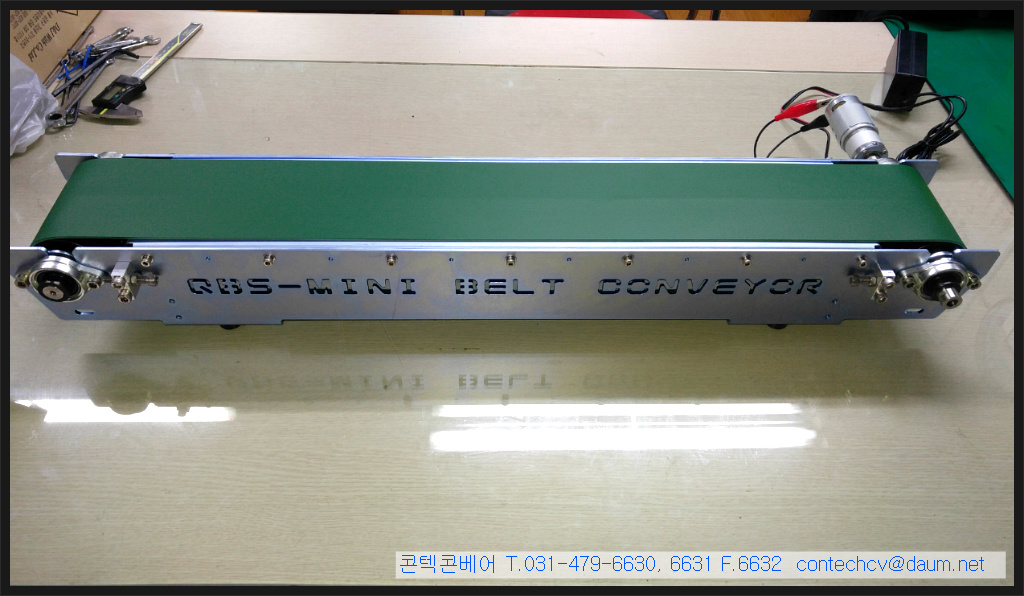 QBS-MINI BELT CONVEYOR
콘텍콘베어 T.031-479-6630, 6631 F.6632 contechcv@daum.net